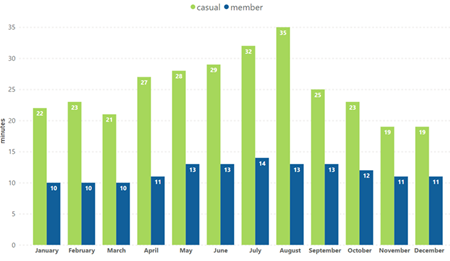 casual member
35
30
25
20
15
10
5
0
minutes
22 23 21 27 28 29 32 35 25 23 19 19
10 10 10 11 13 13 14 13 13 12 11 11
January February March April May June July August September October November December